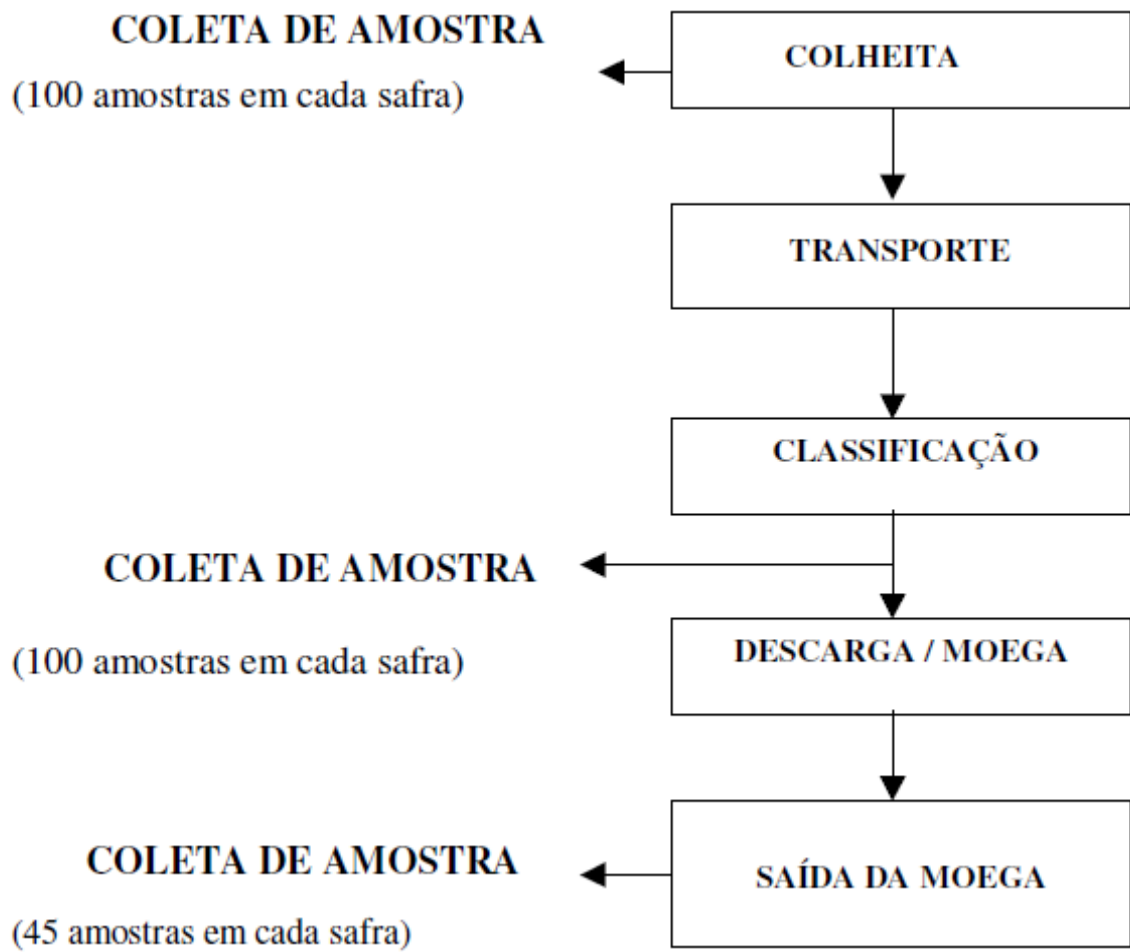 COLETA DE AMOSTRA
COLHEITA
(100 amostras em cada safra)
TRANSPORTE
CLASSIFICAÇÃO
COLETA DE AMOSTRA
(100 amostras em cada safra)
DESCARGA / MOEGA
COLETA DE AMOSTRA
SAÍDA DA MOEGA
(45 amostras em cada safra)